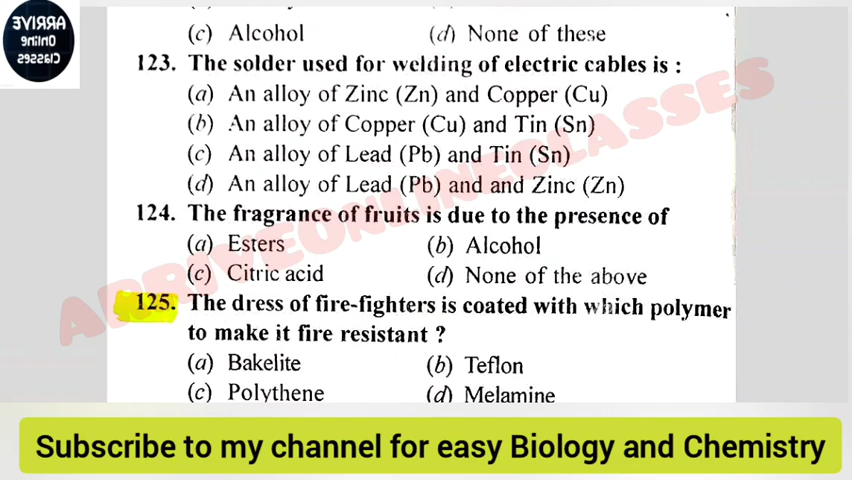 ARRIVE
Online
Classes
(c) Alcohol (d) None of these
123. The solder used for welding of electric cables is :
(a) An alloy of Zinc (Zn) and Copper (Cu)
(b) An alloy of Copper (Cu) and Tin (Sn)
(c) An alloy of Lead (Pb) and Tin (Sn)
(d) An alloy of Lead (Pb) and and Zinc (Zn)
124. The fragrance of fruits is due to the presence of
(a) Esters (b) Alcohol
(c) Citric acid (d) None of the above
125. The dress of fire-fighters is coated with which polymer
to make it fire resistant ?
(a) Bakelite (b) Teflon
(c) Polythene (d) Melamine
ARRIVEONLINEOLASSES
Subscribe to my channel for easy Biology and Chemistry